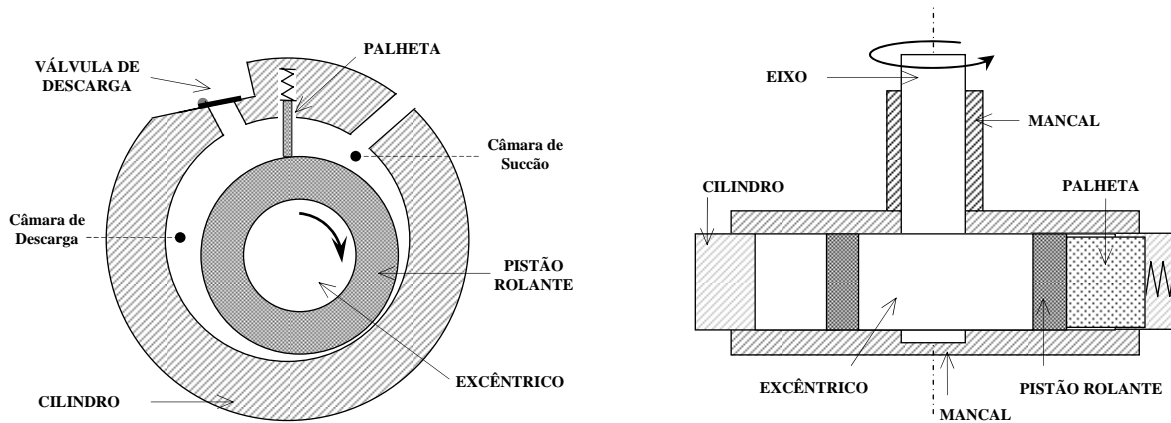 PALHETA
VÁLVULA DE
DESCARGA
Câmara de
Sucção
Câmara de
Descarga
PISTÃO
ROLANTE
EXCÊNTRICO
CILINDRO
EIXO
MANCAL
CILINDRO
PALHETA
EXCÊNTRICO
PISTÃO ROLANTE
MANCAL